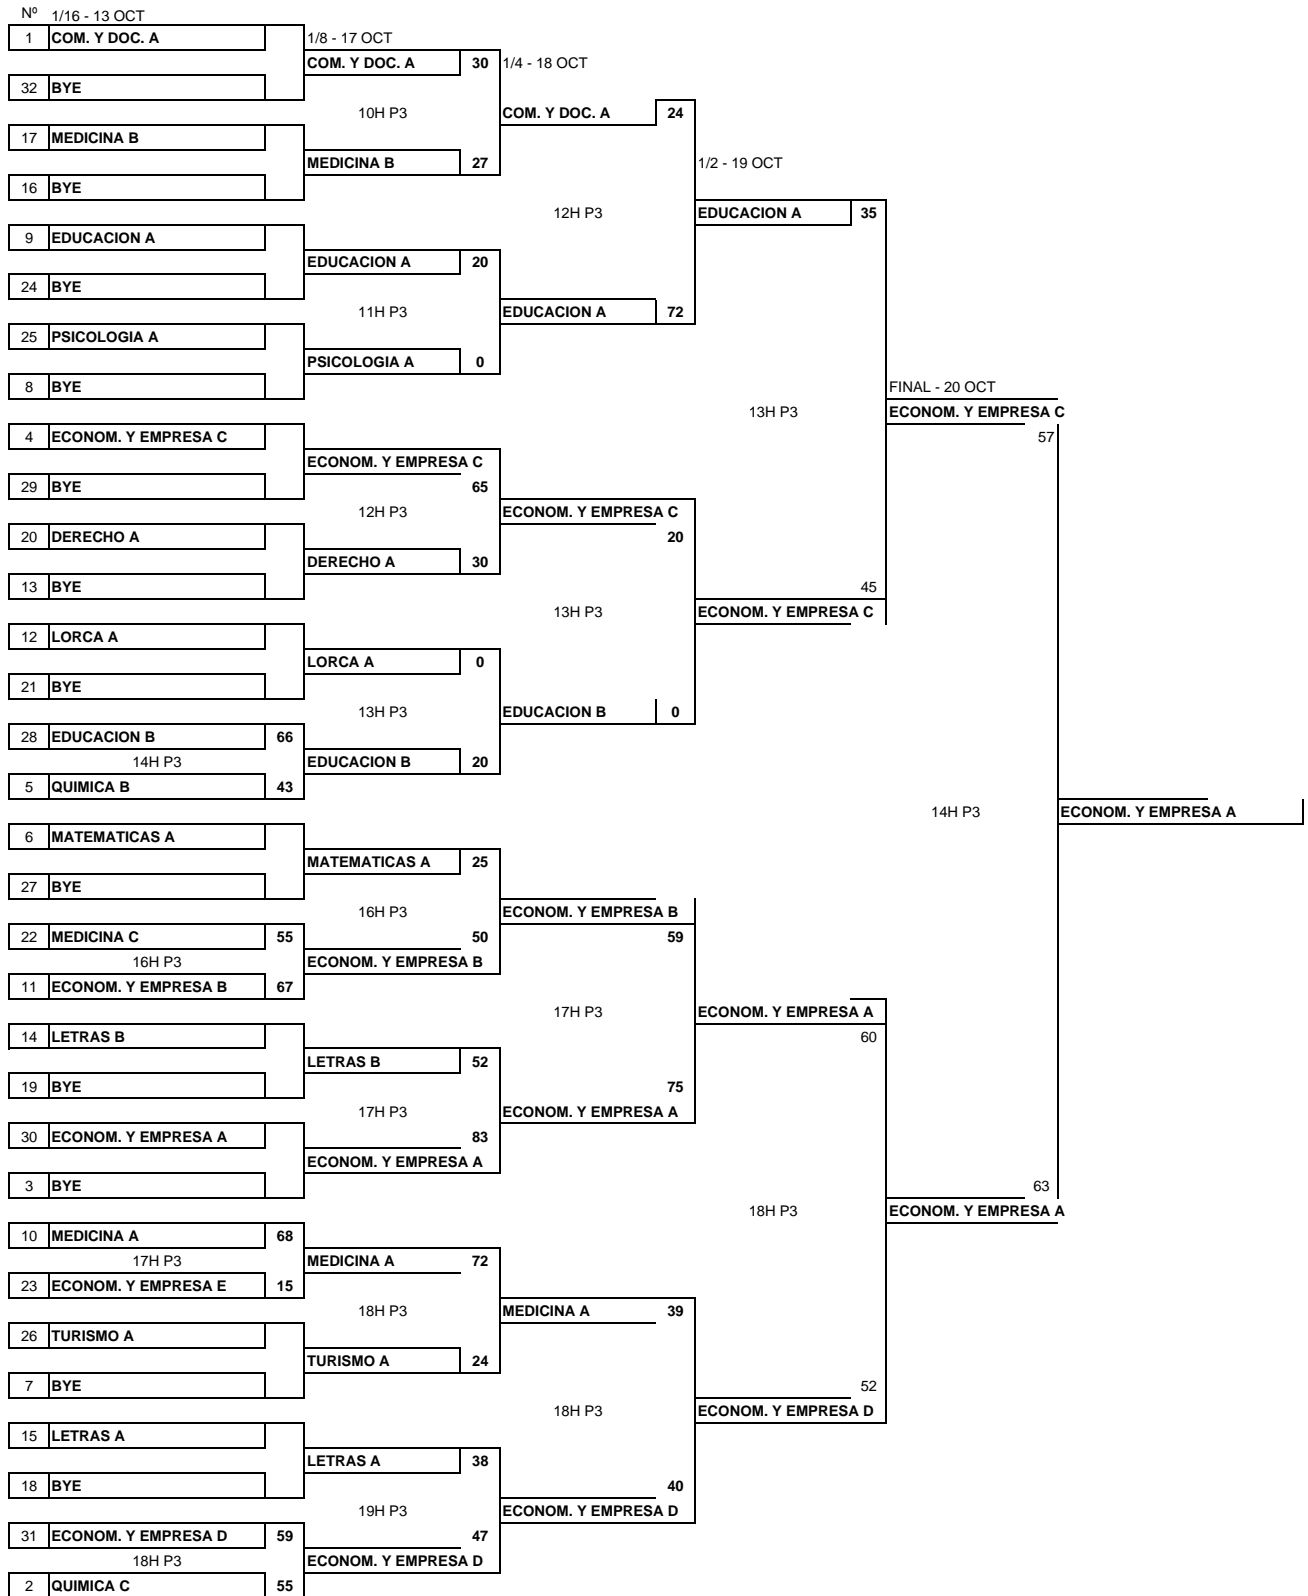 Nº 1/16 - 13 OCT
1 COM. Y DOC. A 1/8 - 17 OCT
COM. Y DOC. A 30 1/4 - 18 OCT
32 BYE
10H P3 COM. Y DOC. A 24
17 MEDICINA B
MEDICINA B 27 1/2 - 19 OCT
16 BYE
12H P3 EDUCACION A 35
9 EDUCACION A
EDUCACION A 20
24 BYE
11H P3 EDUCACION A 72
25 PSICOLOGIA A
PSICOLOGIA A 0
8 BYE FINAL - 20 OCT
13H P3 ECONOM. Y EMPRESA C
4 ECONOM. Y EMPRESA C 57
ECONOM. Y EMPRESA C
29 BYE 65
12H P3 ECONOM. Y EMPRESA C
20 DERECHO A 20
DERECHO A 30
13 BYE 45
13H P3 ECONOM. Y EMPRESA C
12 LORCA A
LORCA A 0
21 BYE
13H P3 EDUCACION B 0
28 EDUCACION B 66
14H P3 EDUCACION B 20
5 QUIMICA B 43
14H P3 ECONOM. Y EMPRESA A
6 MATEMATICAS A
MATEMATICAS A 25
27 BYE
16H P3 ECONOM. Y EMPRESA B
22 MEDICINA C 55 50 59
16H P3 ECONOM. Y EMPRESA B
11 ECONOM. Y EMPRESA B 67
17H P3 ECONOM. Y EMPRESA A
14 LETRAS B 60
LETRAS B 52
19 BYE 75
17H P3 ECONOM. Y EMPRESA A
30 ECONOM. Y EMPRESA A 83
ECONOM. Y EMPRESA A
3 BYE 63
18H P3 ECONOM. Y EMPRESA A
10 MEDICINA A 68
17H P3 MEDICINA A 72
23 ECONOM. Y EMPRESA E 15
18H P3 MEDICINA A 39
26 TURISMO A
TURISMO A 24
7 BYE 52
18H P3 ECONOM. Y EMPRESA D
15 LETRAS A
LETRAS A 38
18 BYE 40
19H P3 ECONOM. Y EMPRESA D
31 ECONOM. Y EMPRESA D 59 47
18H P3 ECONOM. Y EMPRESA D
2 QUIMICA C 55